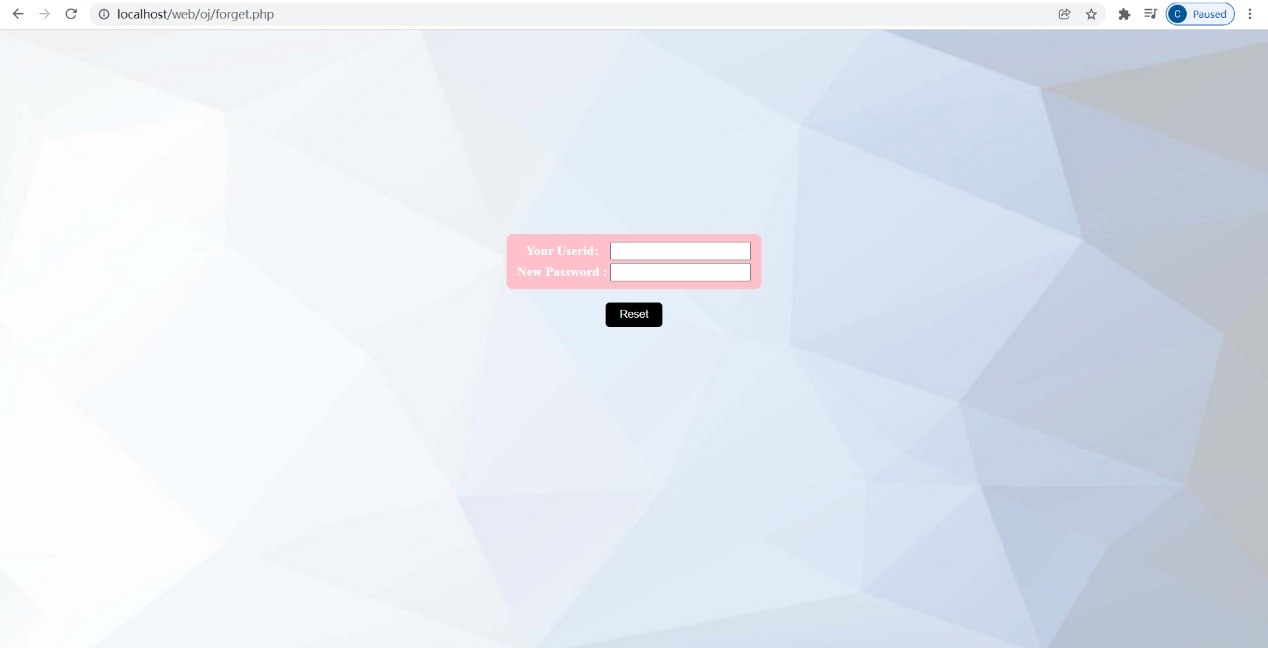 localhost/web/oj/forget.php
C Paused
Your Userid:
New Password :
Reset